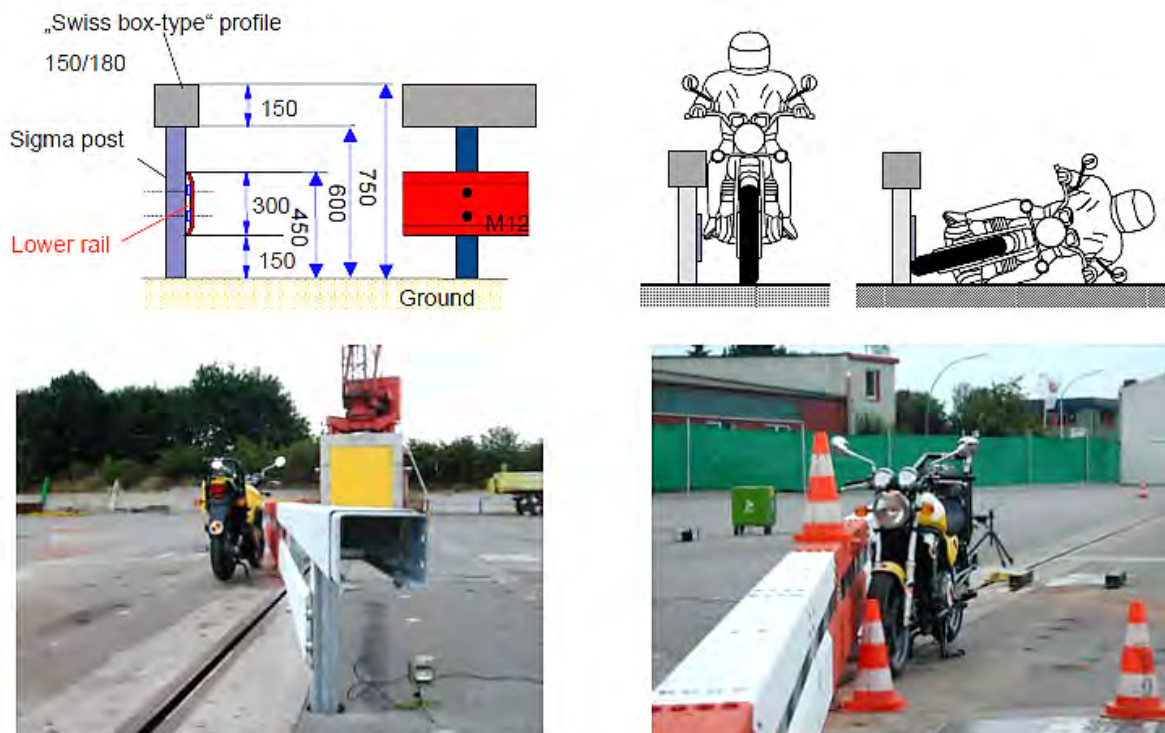 „Swiss box-type“ profile
150/180
Sigma post
Lower rail
150
300
150
450
600
750
M12
Ground